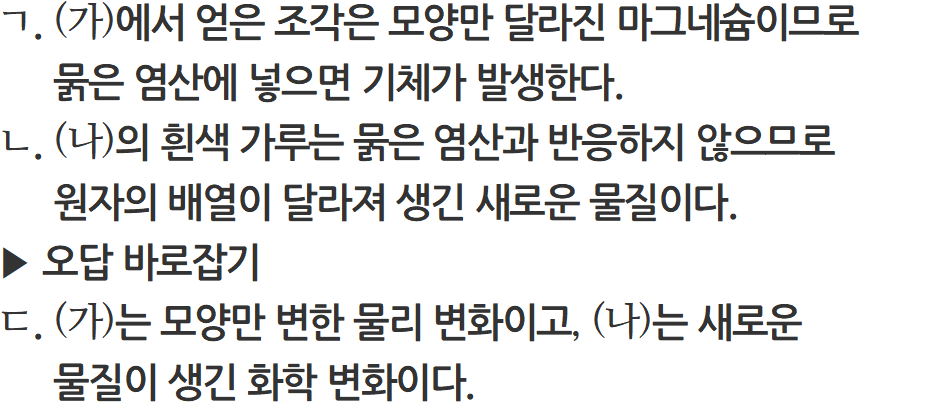 ㄱ. (가)에서 얻은 조각은 모양만 달라진 마그네슘이므로
묽은 염산에 넣으면 기체가 발생한다.
ㄴ. (나)의 흰색 가루는 묽은 염산과 반응하지 않으므로
원자의 배열이 달라져 생긴 새로운 물질이다.
▶ 오답 바로잡기
ㄷ. (가)는 모양만 변한 물리 변화이고, (나)는 새로운
물질이 생긴 화학 변화이다.